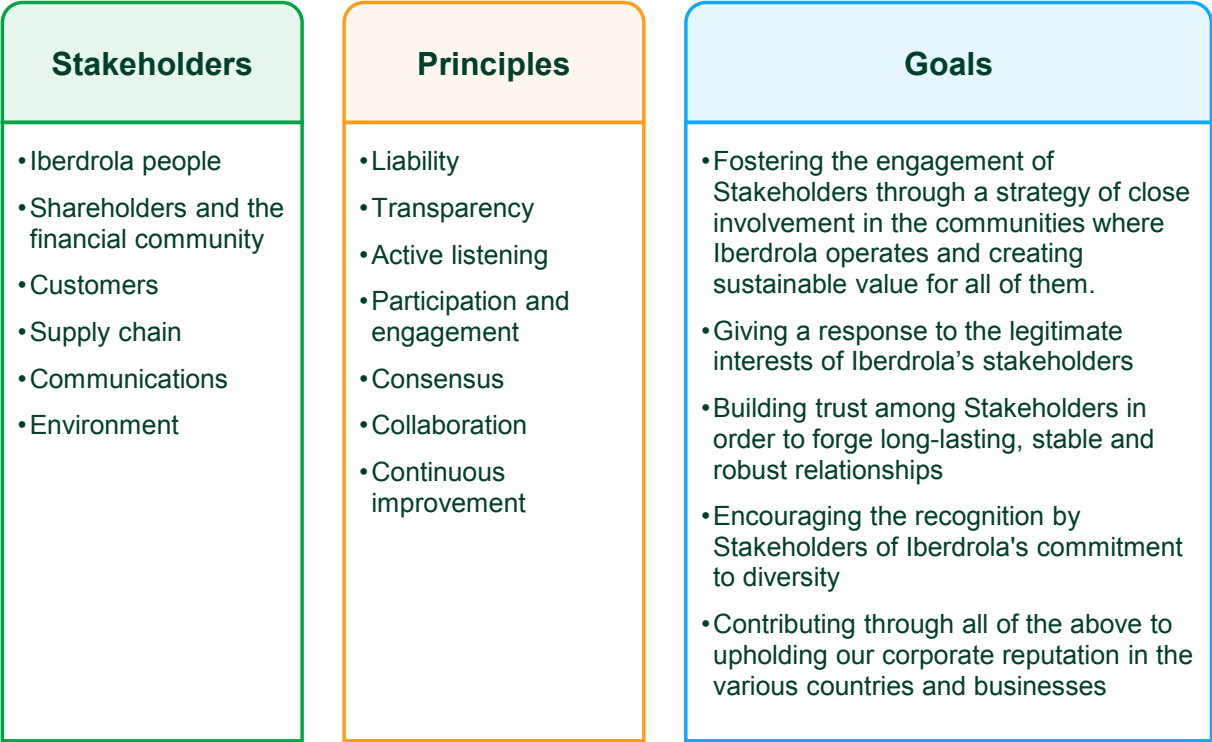 Stakeholders
•Iberdrola people
•Shareholders and the
financial community
•Customers
•Supply chain
•Communications
•Environment
Principles
•Liability
•Transparency
•Active listening
•Participation and
engagement
•Consensus
•Collaboration
•Continuous
improvement
Goals
•Fostering the engagement of
Stakeholders through a strategy of close
involvement in the communities where
Iberdrola operates and creating
sustainable value for all of them.
•Giving a response to the legitimate
interests of Iberdrola’s stakeholders
•Building trust among Stakeholders in
order to forge long-lasting, stable and
robust relationships
•Encouraging the recognition by
Stakeholders of Iberdrola's commitment
to diversity
•Contributing through all of the above to
upholding our corporate reputation in the
various countries and businesses